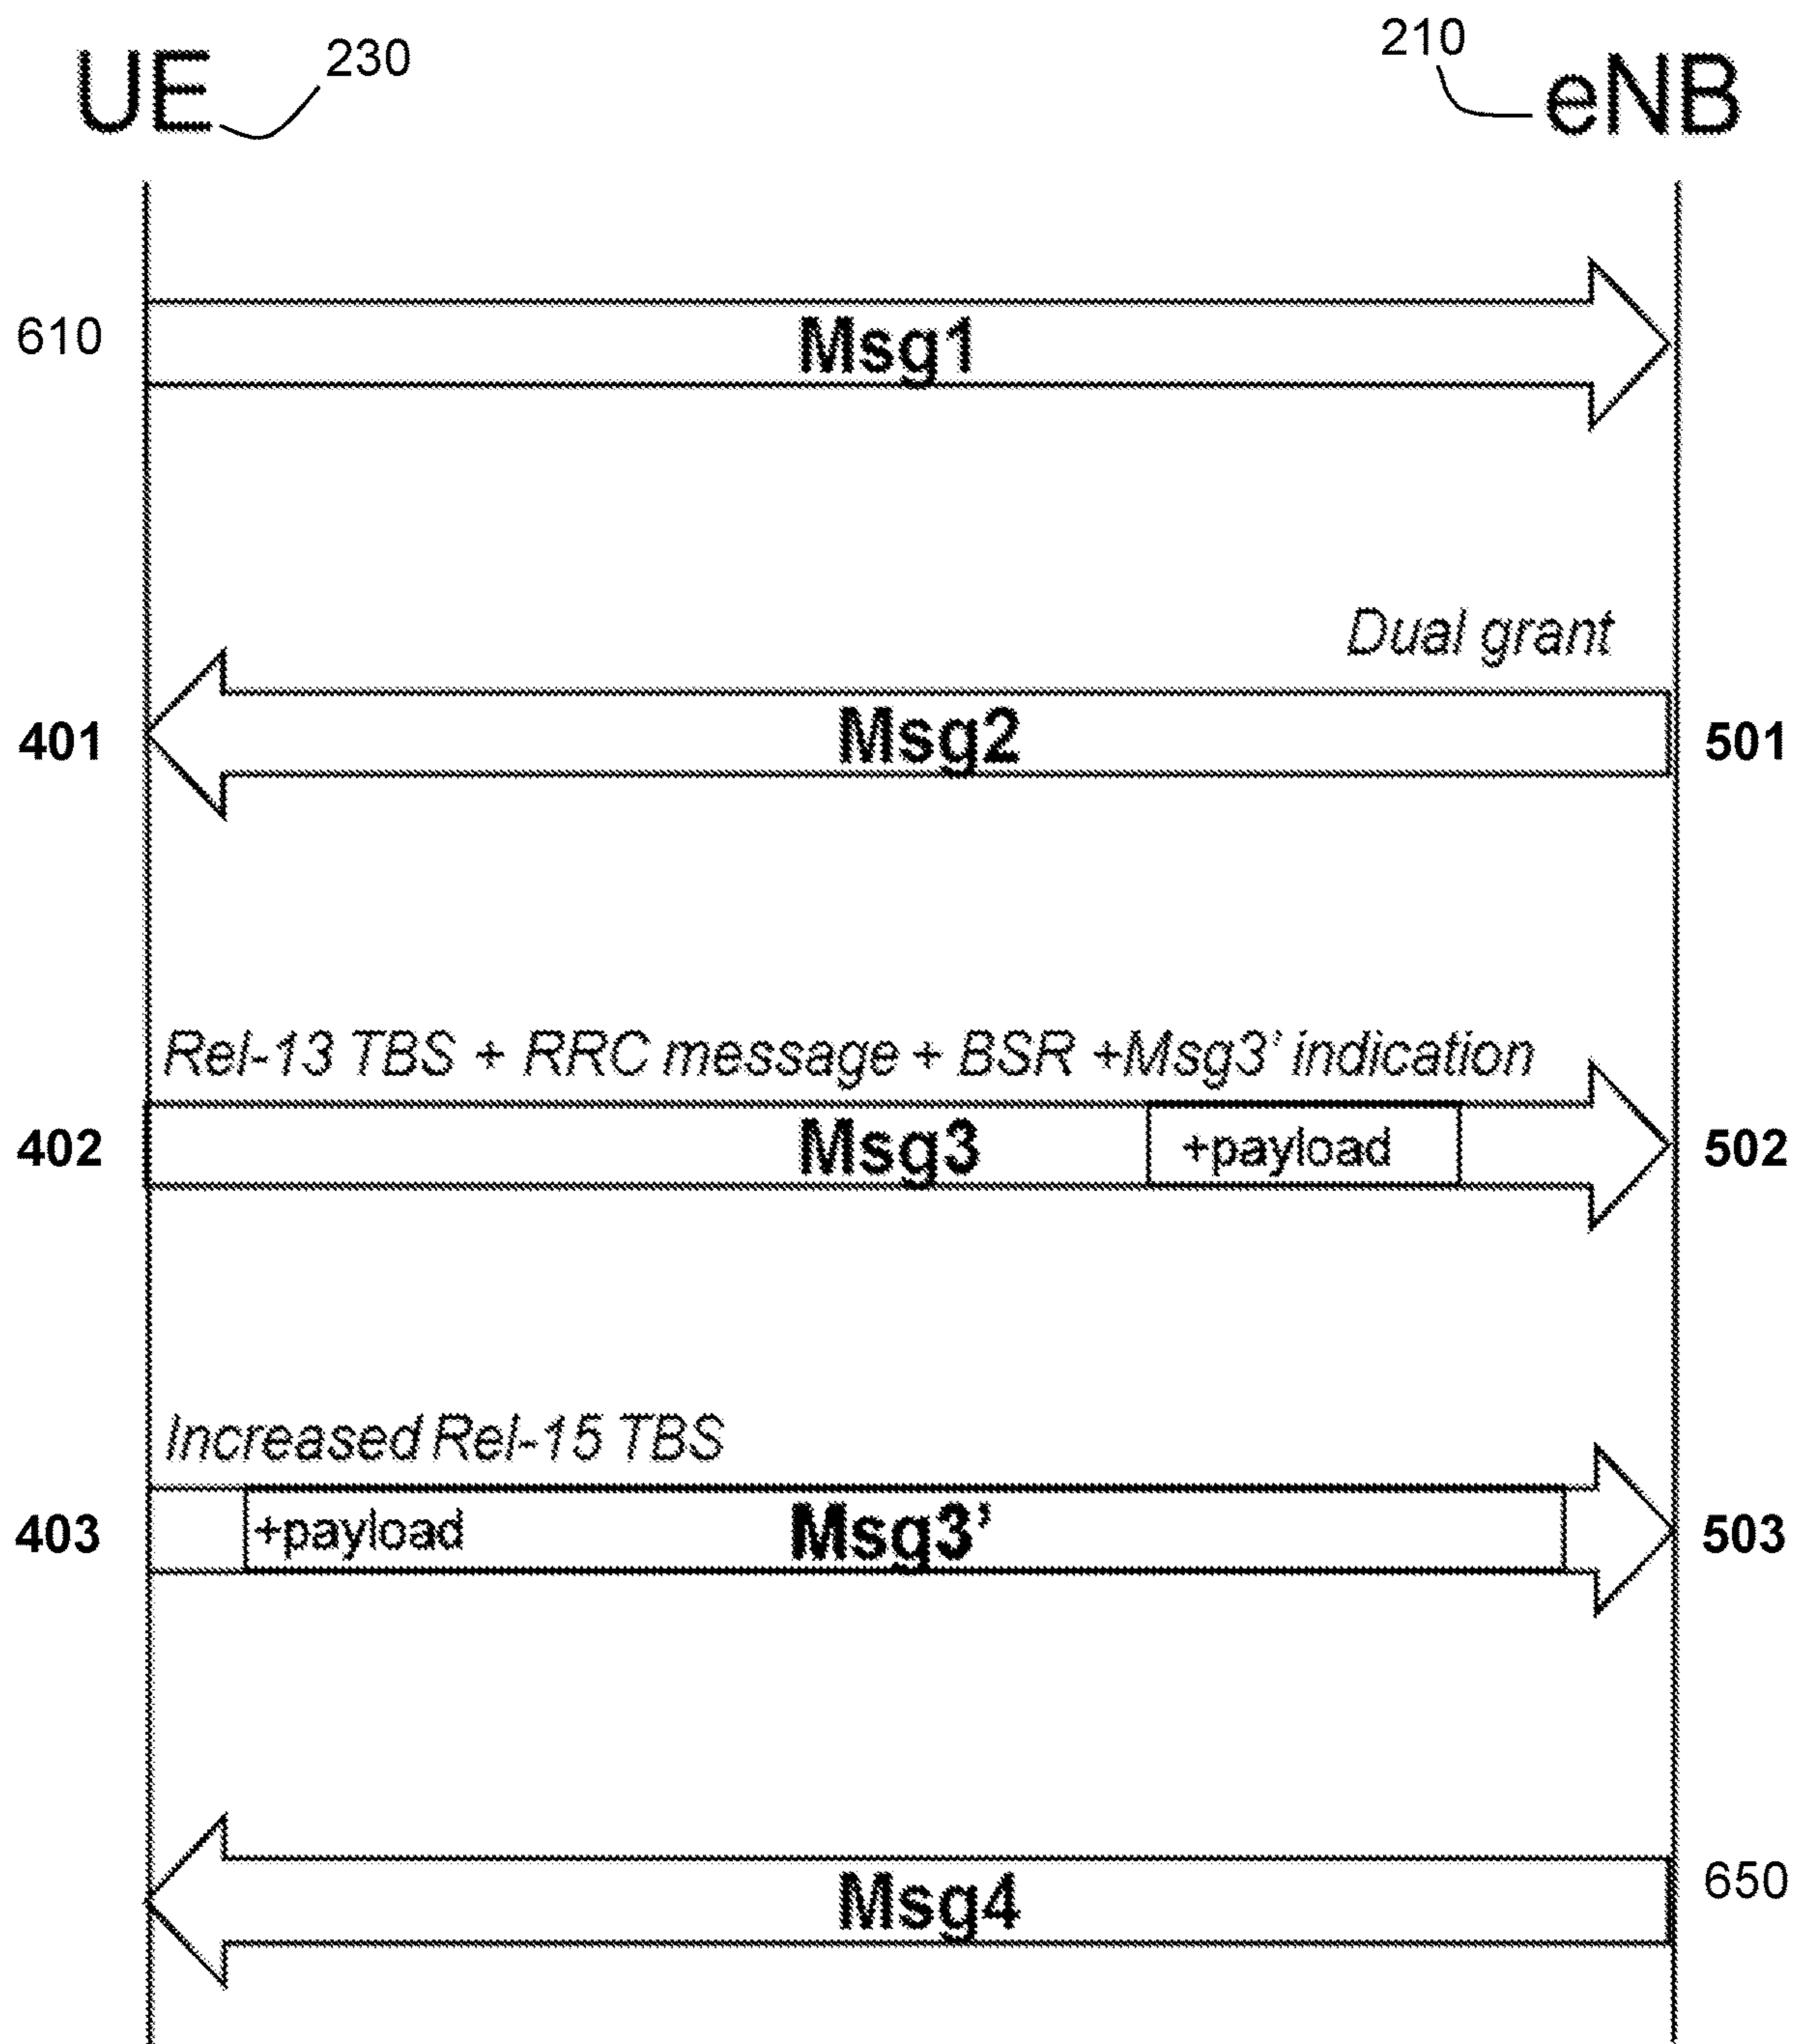 UE 230 210 eNB
610 Msg1
Dual grant
401 Msg2 501
Rel-13 TBS + RRC message + BSR +Msg3' indication
402 Msg3 +payload 502
Increased Rel-15 TBS
403 +payload Msg3' 503
Msg4 650